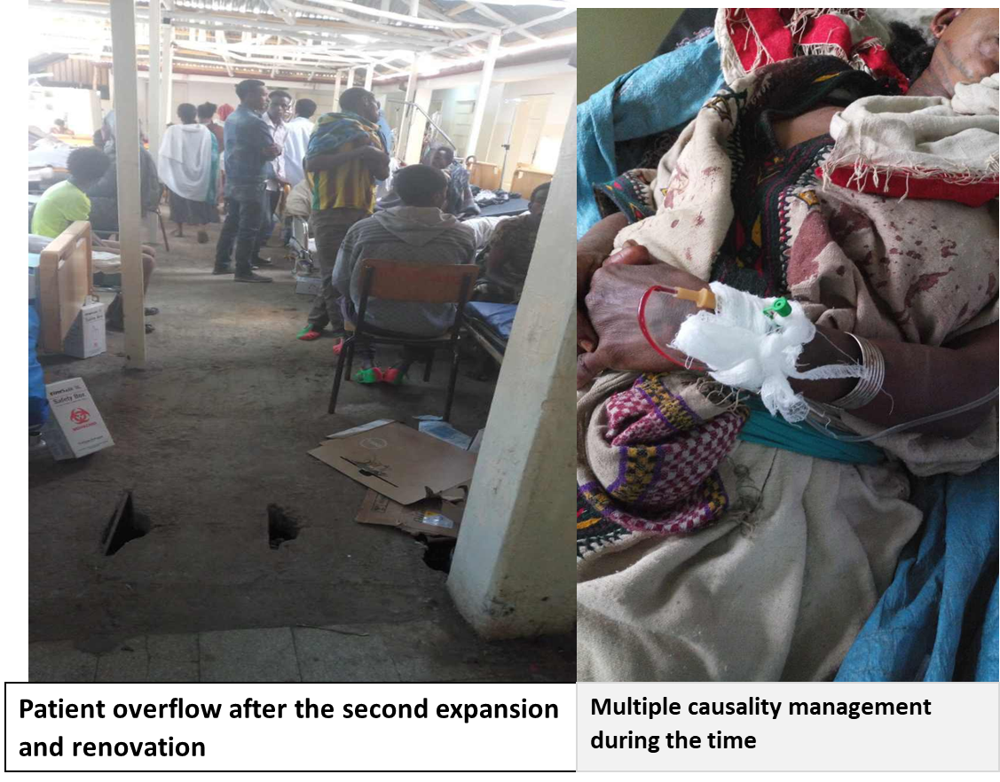 Safety Box
Patient overflow after the second expansion
and renovation
Multiple causality management
during the time